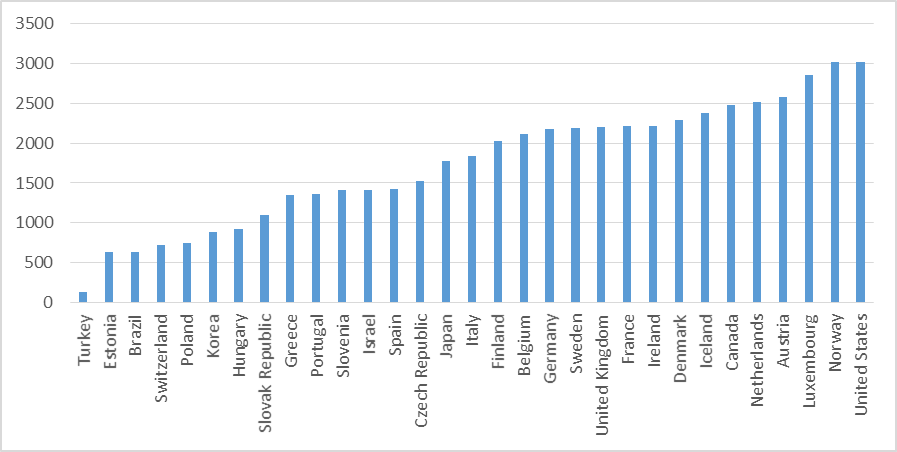 3500
3000
2500
2000
1500
1000
500
0
Turkey
Estonia
Brazil
Switzerland
Poland
Korea
Hungary
Slovak Republic
Greece
Portugal
Slovenia
Israel
Spain
Czech Republic
Japan
Italy
Finland
Belgium
Germany
Sweden
United Kingdom
France
Ireland
Denmark
Iceland
Canada
Netherlands
Austria
Luxembourg
Norway
United States